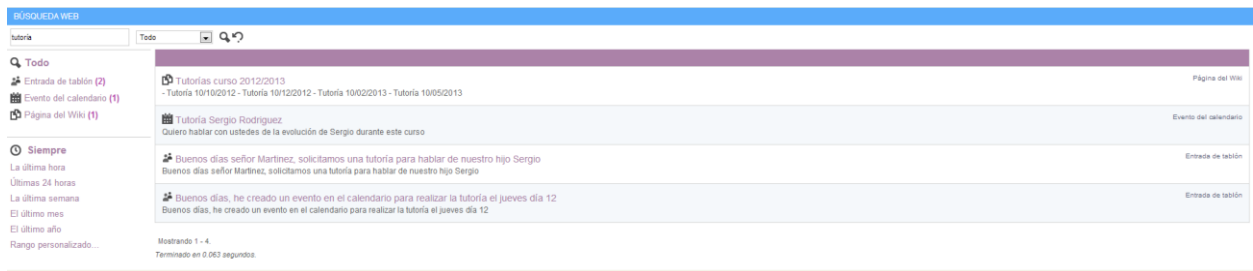 BÚSQUEDA WEB
tutoría
Todo
Todo
Entrada de tablón (2)
Evento del calendario (1)
Página del Wiki (1)
Siempre
La última hora
Últimas 24 horas
La última semana
El último mes
El último año
Rango personalizado...
Tutorías curso 2012/2013
Página del Wiki
- Tutoría 10/10/2012 - Tutoría 10/12/2012 - Tutoría 10/02/2013 - Tutoría 10/05/2013
Tutoría Sergio Rodriguez
Evento del calendario
Quiero hablar con ustedes de la evolución de Sergio durante este curso
Buenos días señor Martinez, solicitamos una tutoría para hablar de nuestro hijo Sergio
Entrada de tablón
Buenos días señor Martinez, solicitamos una tutoría para hablar de nuestro hijo Sergio
Buenos días, he creado un evento en el calendario para realizar la tutoría el jueves día 12
Entrada de tablón
Buenos días, he creado un evento en el calendario para realizar la tutoría el jueves día 12
Mostrando 1 - 4.
Terminado en 0.063 segundos.